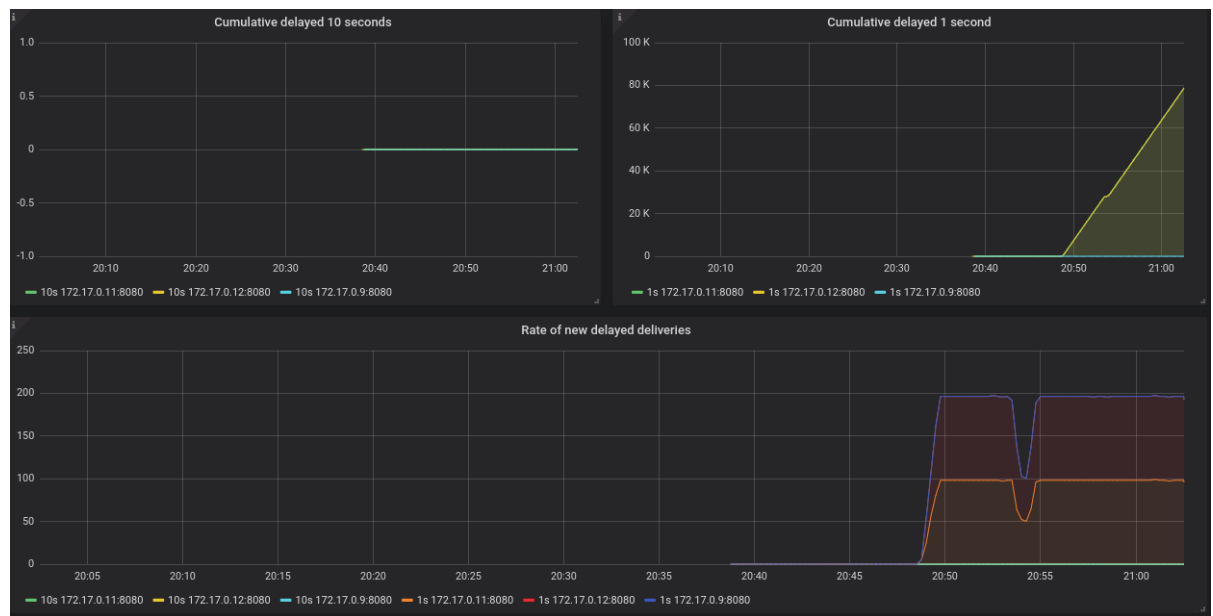 Cumulative delayed 10 seconds
1.0
0.5
0
-0.5
-1.0
20:10 20:20 20:30 20:40 20:50 21:00
10s 172.17.0.11:8080 10s 172.17.0.12:8080 10s 172.17.0.9:8080
Cumulative delayed 1 second
100 K
80 K
60 K
40 K
20 K
0
20:10 20:20 20:30 20:40 20:50 21:00
1s 172.17.0.11:8080 1s 172.17.0.12:8080 1s 172.17.0.9:8080
Rate of new delayed deliveries
250
200
150
100
50
0
20:05 20:10 20:15 20:20 20:25 20:30 20:35 20:40 20:45 20:50 20:55 21:00
10s 172.17.0.11:8080 10s 172.17.0.12:8080 10s 172.17.0.9:8080 1s 172.17.0.11:8080 1s 172.17.0.12:8080 1s 172.17.0.9:8080